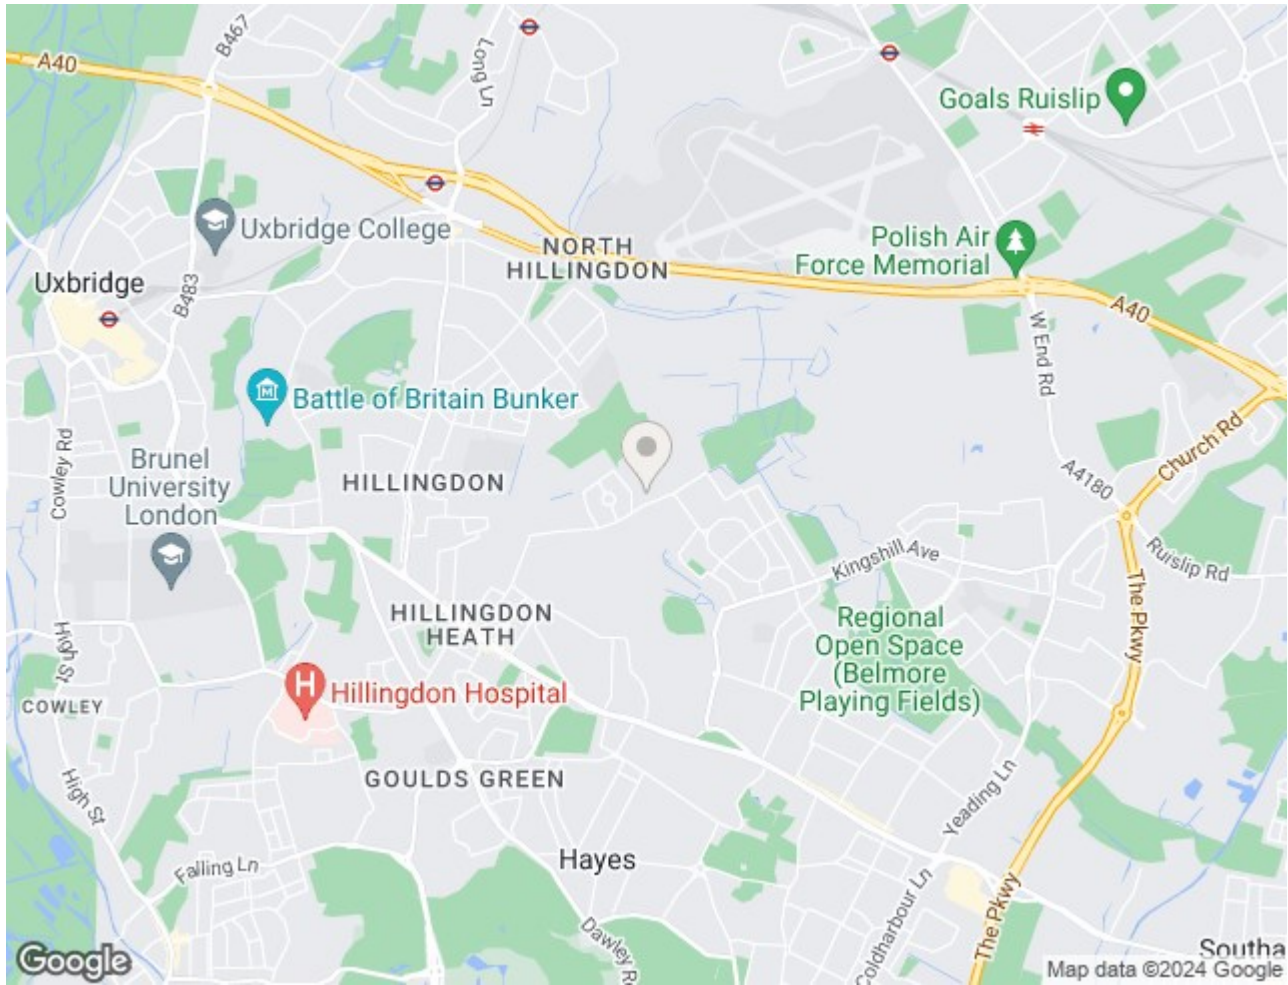 B467
A40
Long Ln
Goals Ruislip
Uxbridge College
NORTH
HILLINGDON
Polish Air
Force Memorial
Uxbridge
B483
A40
W End Rd
Battle of Britain Bunker
Church Rd
Cowley Rd
Brunel
University
London
HILLINGDON
A4180
Kingshill Ave
Ruislip Rd
The Pkwy
HILLINGDON
HEATH
Regional
Open Space
(Belmore
Playing Fields)
High St
Hillingdon Hospital
COWLEY
GOULDS GREEN
High St
Yeading Ln
Falling Ln
Hayes
Coldharbour Ln
The Pkwy
Dawley Rd
Southa
Google
Map data ©2024 Google